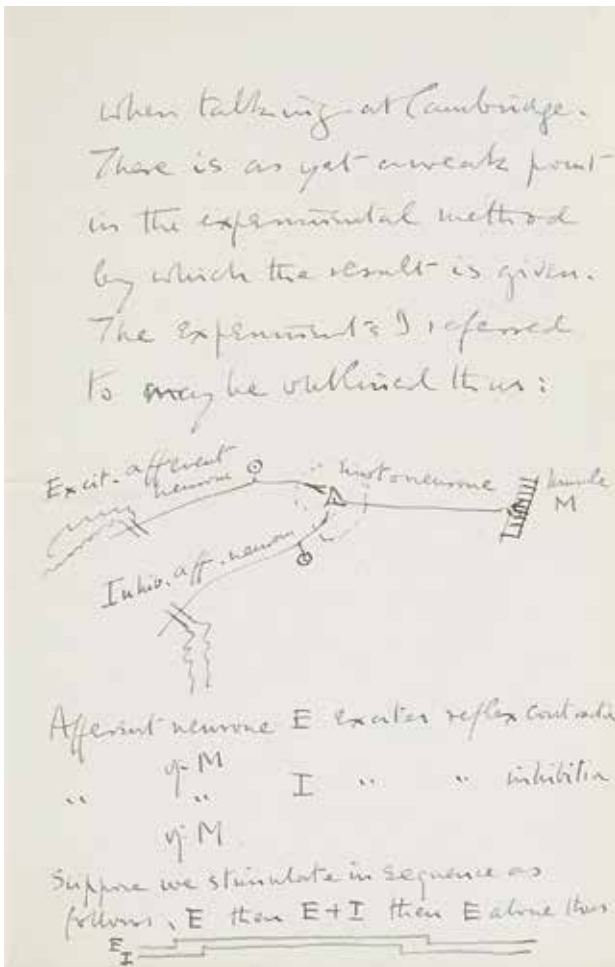 when talking at Cambridge.
There is as yet a weak point
in the experimental method
by which the result is given.
The experiments I referred
to may be outlined thus:
Excit. afferent
neurone
motoneurone
muscle
M
Inhib. aff. neuron
Afferent neurone E excites reflex contraction
of M
" " I " " inhibition
of M.
Suppose we stimulate in sequence as
follows, E then E+I then E alone thus
E
I